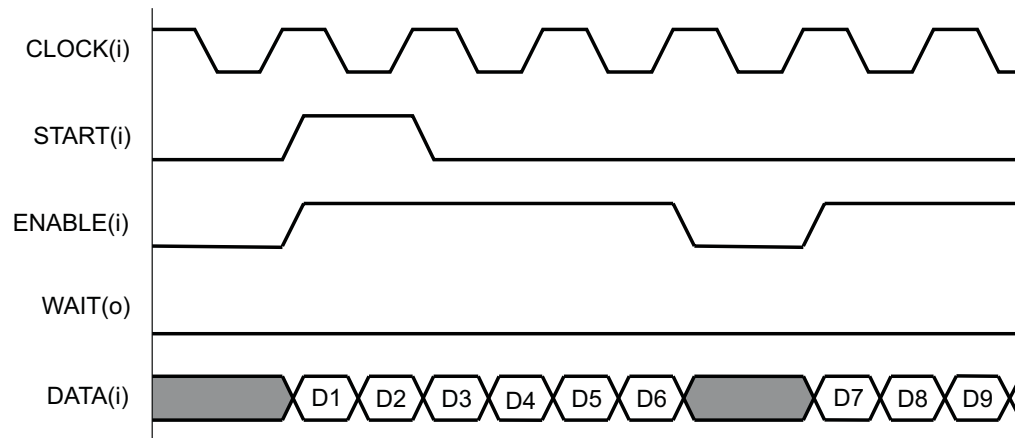 CLOCK(i)
START(i)
ENABLE(i)
WAIT(o)
DATA(i) D1 D2 D3 D4 D5 D6 D7 D8 D9